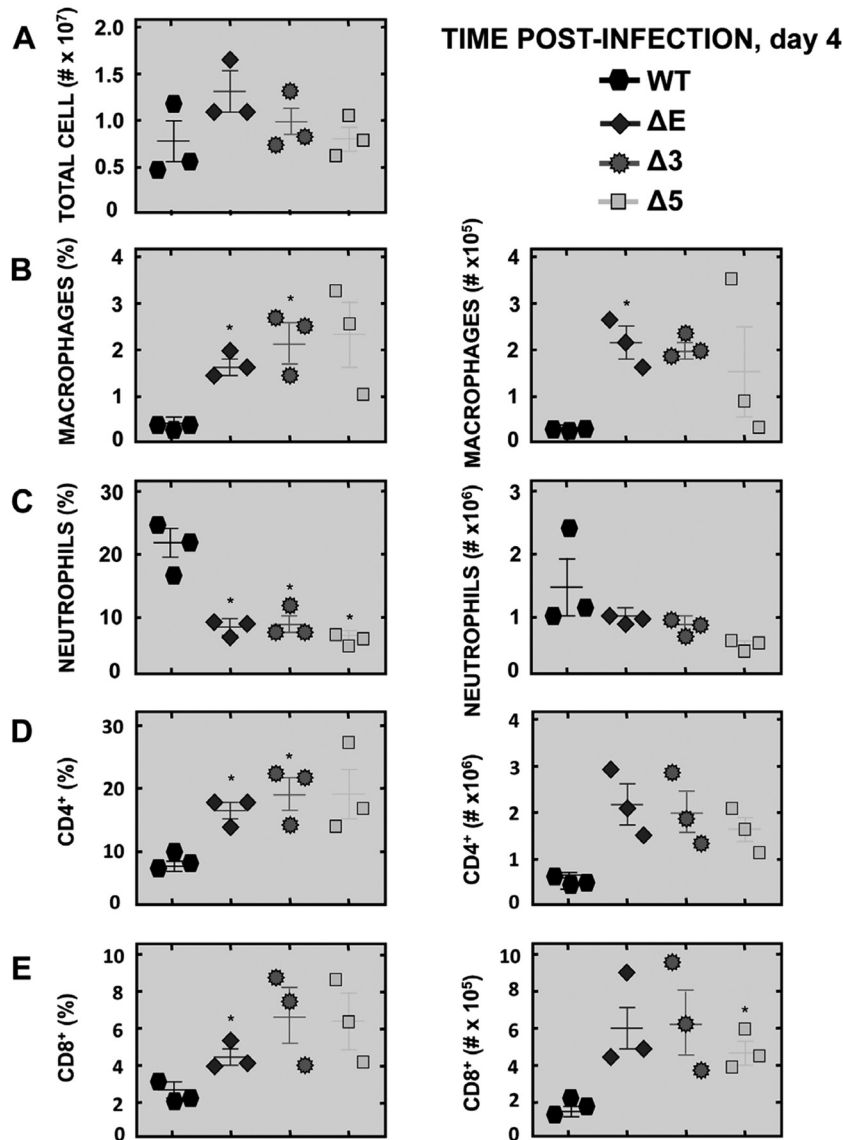 A
TOTAL CELL (# x 10⁷)
2.0
1.5
1.0
0.5
0
TIME POST-INFECTION, day 4
WT
ΔE
Δ3
Δ5
B
MACROPHAGES (%)
4
3
2
1
0
*
*
MACROPHAGES (# x10⁵)
4
3
2
1
0
*
C
NEUTROPHILS (%)
30
20
10
0
*
*
*
NEUTROPHILS (# x10⁶)
3
2
1
0
D
CD4⁺ (%)
30
20
10
0
*
*
CD4⁺ (# x10⁶)
4
3
2
1
0
E
CD8⁺ (%)
10
8
6
4
2
0
*
CD8⁺ (# x 10⁵)
10
8
6
4
2
0
*